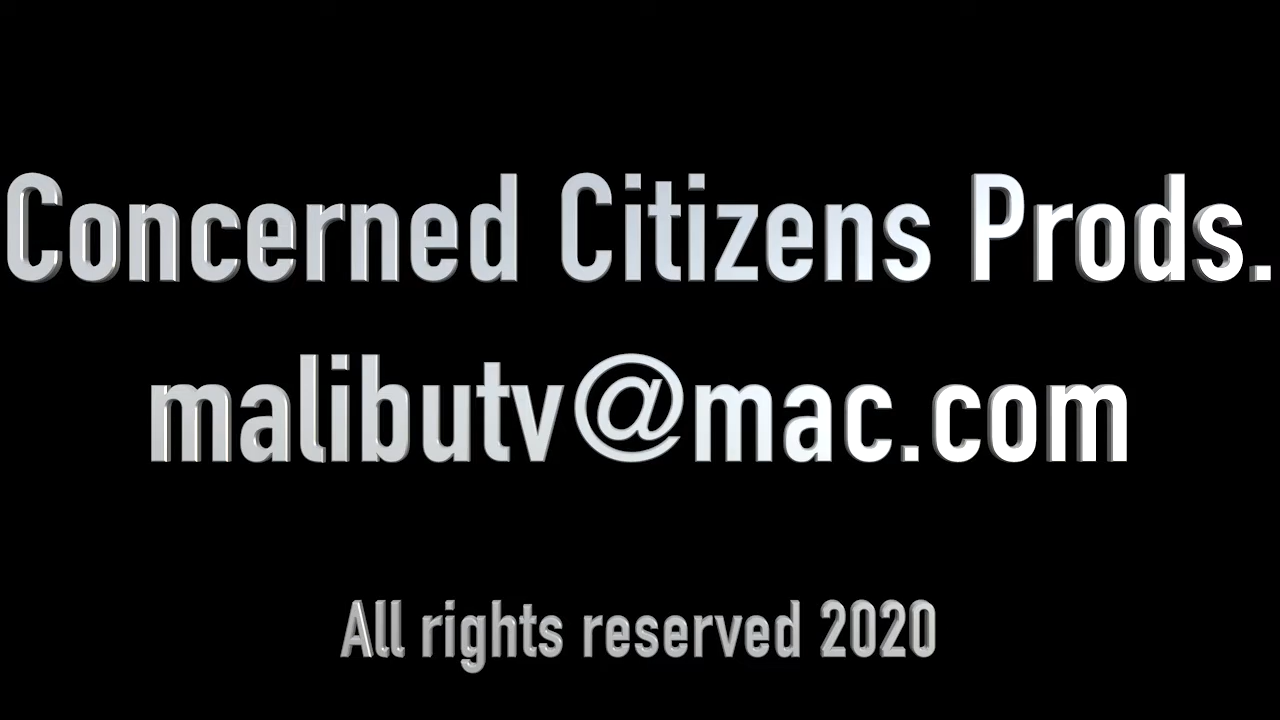 Concerned Citizens Prods.
malibutv@mac.com
All rights reserved 2020